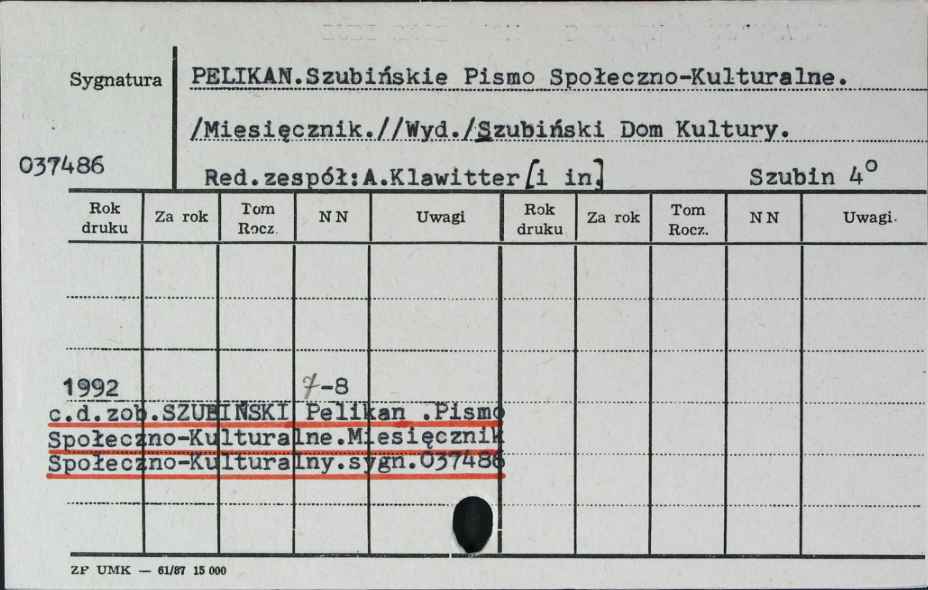 Sygnatura PELIKAN.Szubińskie Pismo Społeczno-Kulturalne.
/Miesięcznik.//Wyd./Szubiński Dom Kultury.
037486
Red.zespół:A.Klawitter[i in] Szubin 4°
Rok druku Za rok Tom Rocz. N N Uwagi Rok druku Za rok Tom Rocz. N N Uwagi.
1992 7-8
c.d.zob.SZUBIŃSKI Pelikan .Pismo
Społeczno-Kulturalne.Miesięcznik
Społeczno-Kulturalny.sygn.037486
ZP UMK — 61/87 15 000